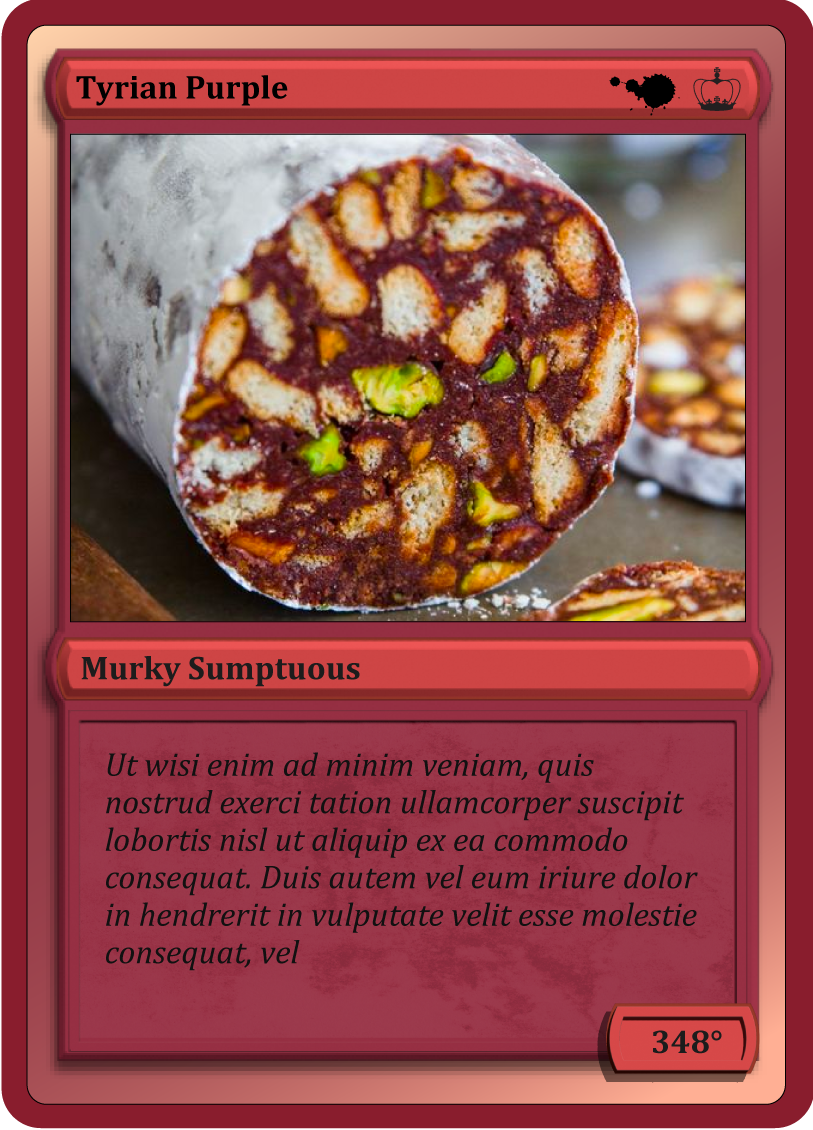 Tyrian Purple
Murky Sumptuous
Ut wisi enim ad minim veniam, quis
nostrud exerci tation ullamcorper suscipit
lobortis nisl ut aliquip ex ea commodo
consequat. Duis autem vel eum iriure dolor
in hendrerit in vulputate velit esse molestie
consequat, vel
348°